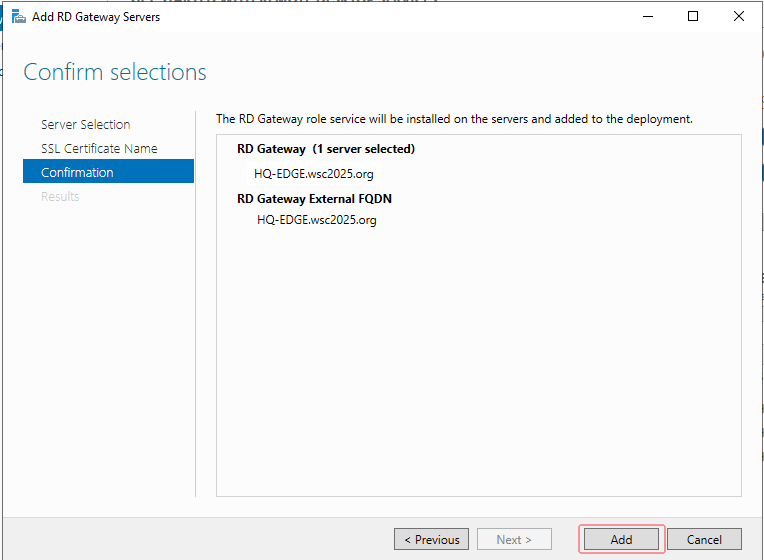 Add RD Gateway Servers
Confirm selections
Server Selection
SSL Certificate Name
Confirmation
Results
The RD Gateway role service will be installed on the servers and added to the deployment.
RD Gateway (1 server selected)
HQ-EDGE.wsc2025.org
RD Gateway External FQDN
HQ-EDGE.wsc2025.org
< Previous
Next >
Add
Cancel